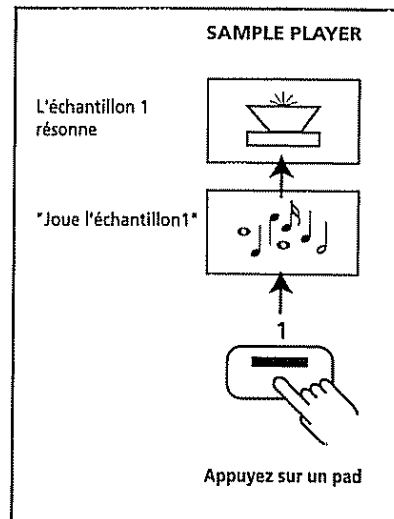 SAMPLE PLAYER
L'échantillon 1
résonne
"Joue l'échantillon1"
1
Appuyez sur un pad